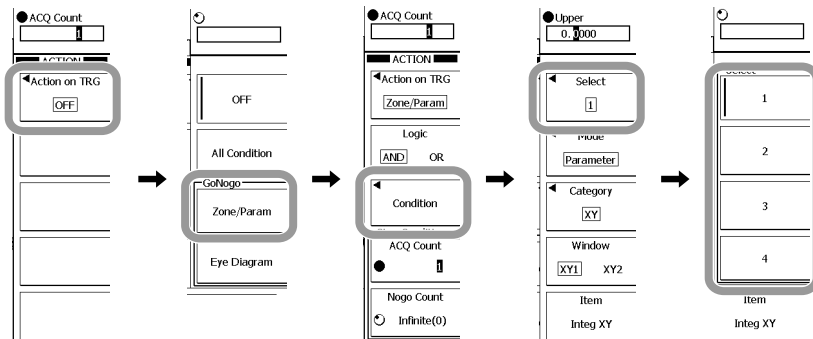 ACQ Count
1
ACTION
Action on TRG
OFF
OFF
All Condition
GoNogo
Zone/Param
Eye Diagram
ACQ Count
1
ACTION
Action on TRG
Zone/Param
Logic
AND OR
Condition
ACQ Count
1
Nogo Count
Infinite(0)
Upper
0.0000
Select
1
Mode
Parameter
Category
XY
Window
XY1 XY2
Item
Integ XY
Select
1
2
3
4
Item
Integ XY